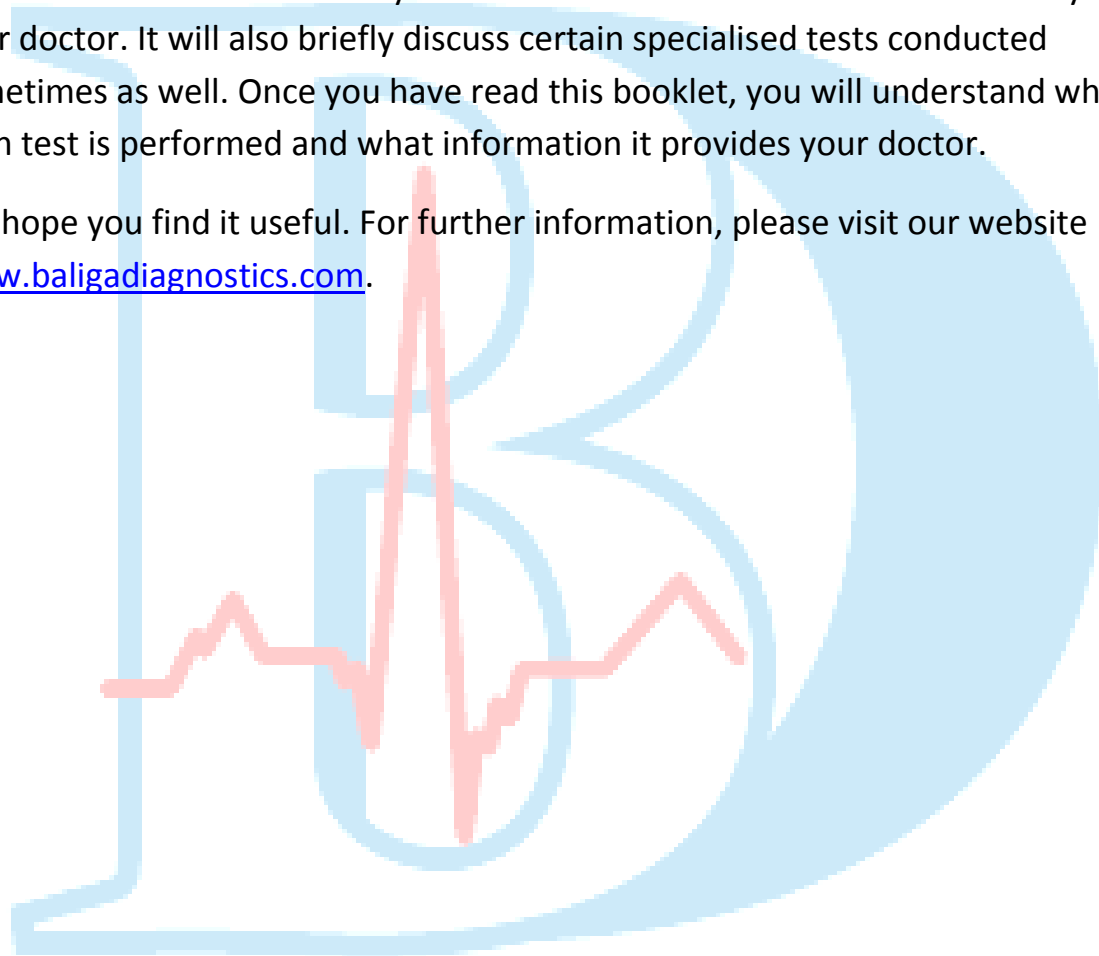 r doctor. It will also briefly discuss certain specialised tests conducted
netimes as well. Once you have read this booklet, you will understand wh
n test is performed and what information it provides your doctor.
hope you find it useful. For further information, please visit our website
w.baligadiagnostics.com.